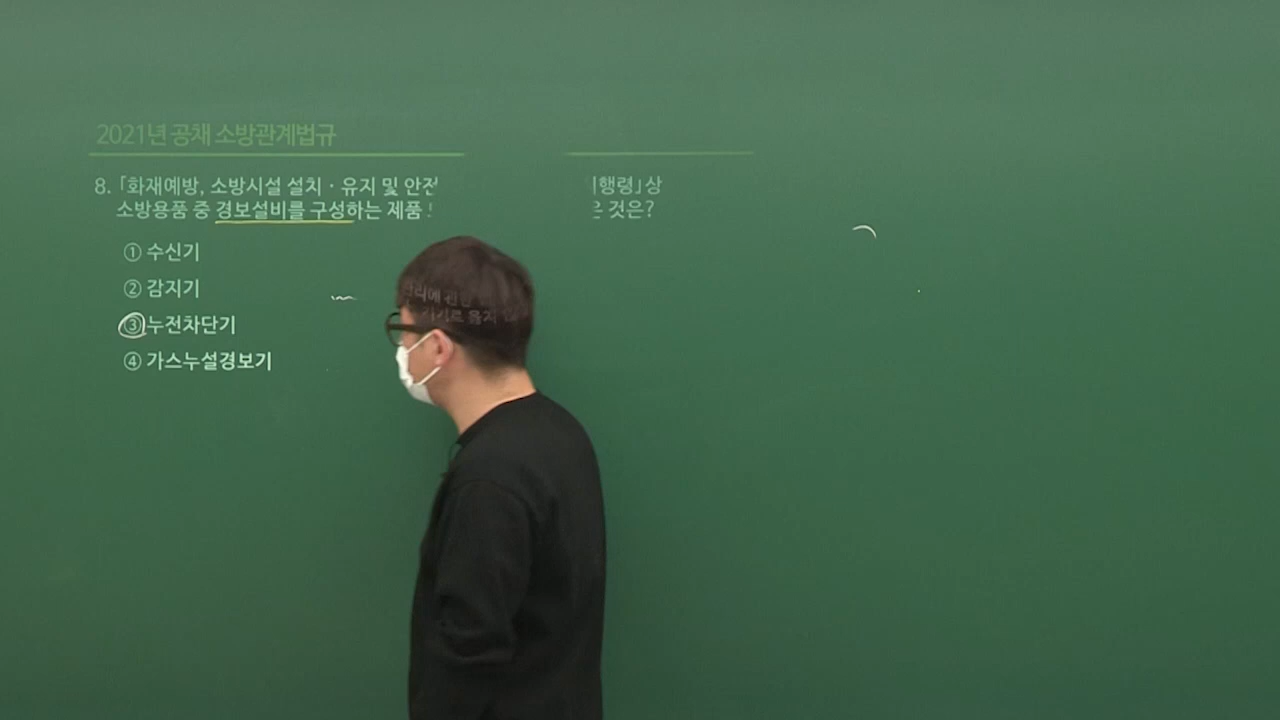 2021년 공채 소방관계법규
8. ｢화재예방, 소방시설 설치 · 유지 및 안전 행령｣상
소방용품 중 경보설비를 구성하는 제품 것은?
① 수신기
② 감지기
③ 누전차단기
④ 가스누설경보기